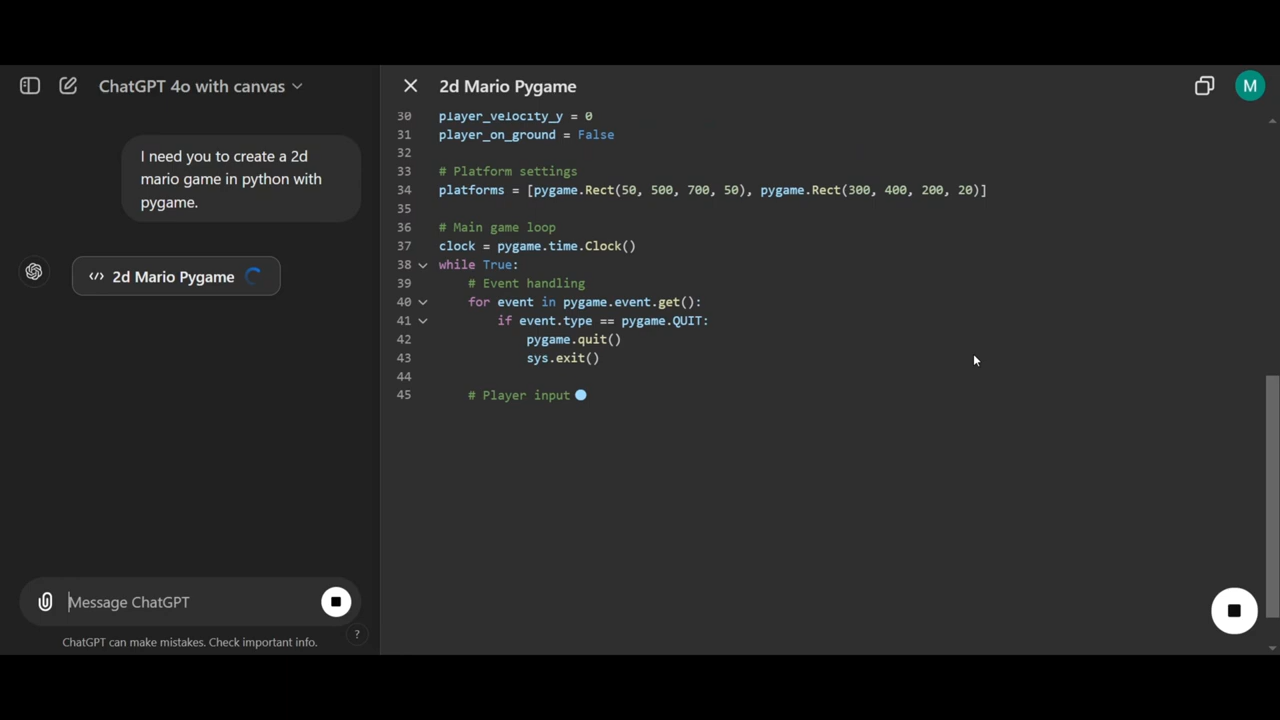 ChatGPT 4o with canvas
I need you to create a 2d
mario game in python with
pygame.
2d Mario Pygame
Message ChatGPT
ChatGPT can make mistakes. Check important info.
?
2d Mario Pygame
M
30 player_velocity_y = 0
31 player_on_ground = False
32
33 # Platform settings
34 platforms = [pygame.Rect(50, 500, 700, 50), pygame.Rect(300, 400, 200, 20)]
35
36 # Main game loop
37 clock = pygame.time.Clock()
38 while True:
39     # Event handling
40     for event in pygame.event.get():
41         if event.type == pygame.QUIT:
42             pygame.quit()
43             sys.exit()
44
45     # Player input